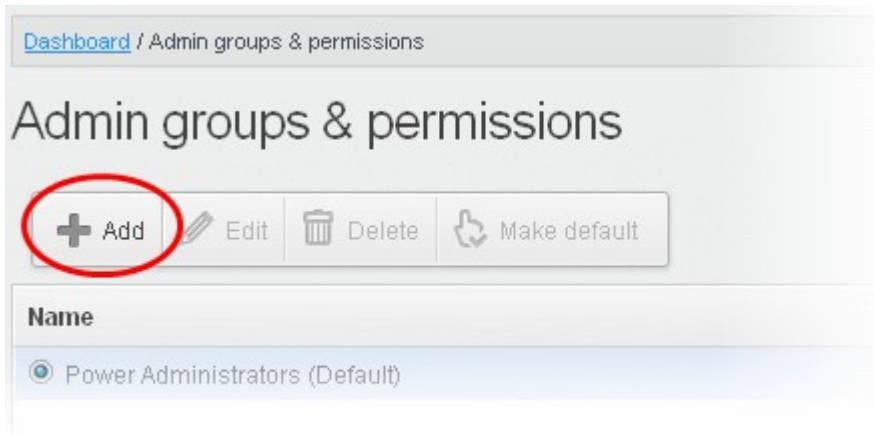 Dashboard / Admin groups & permissions
Admin groups & permissions
Add Edit Delete Make default
Name
Power Administrators (Default)